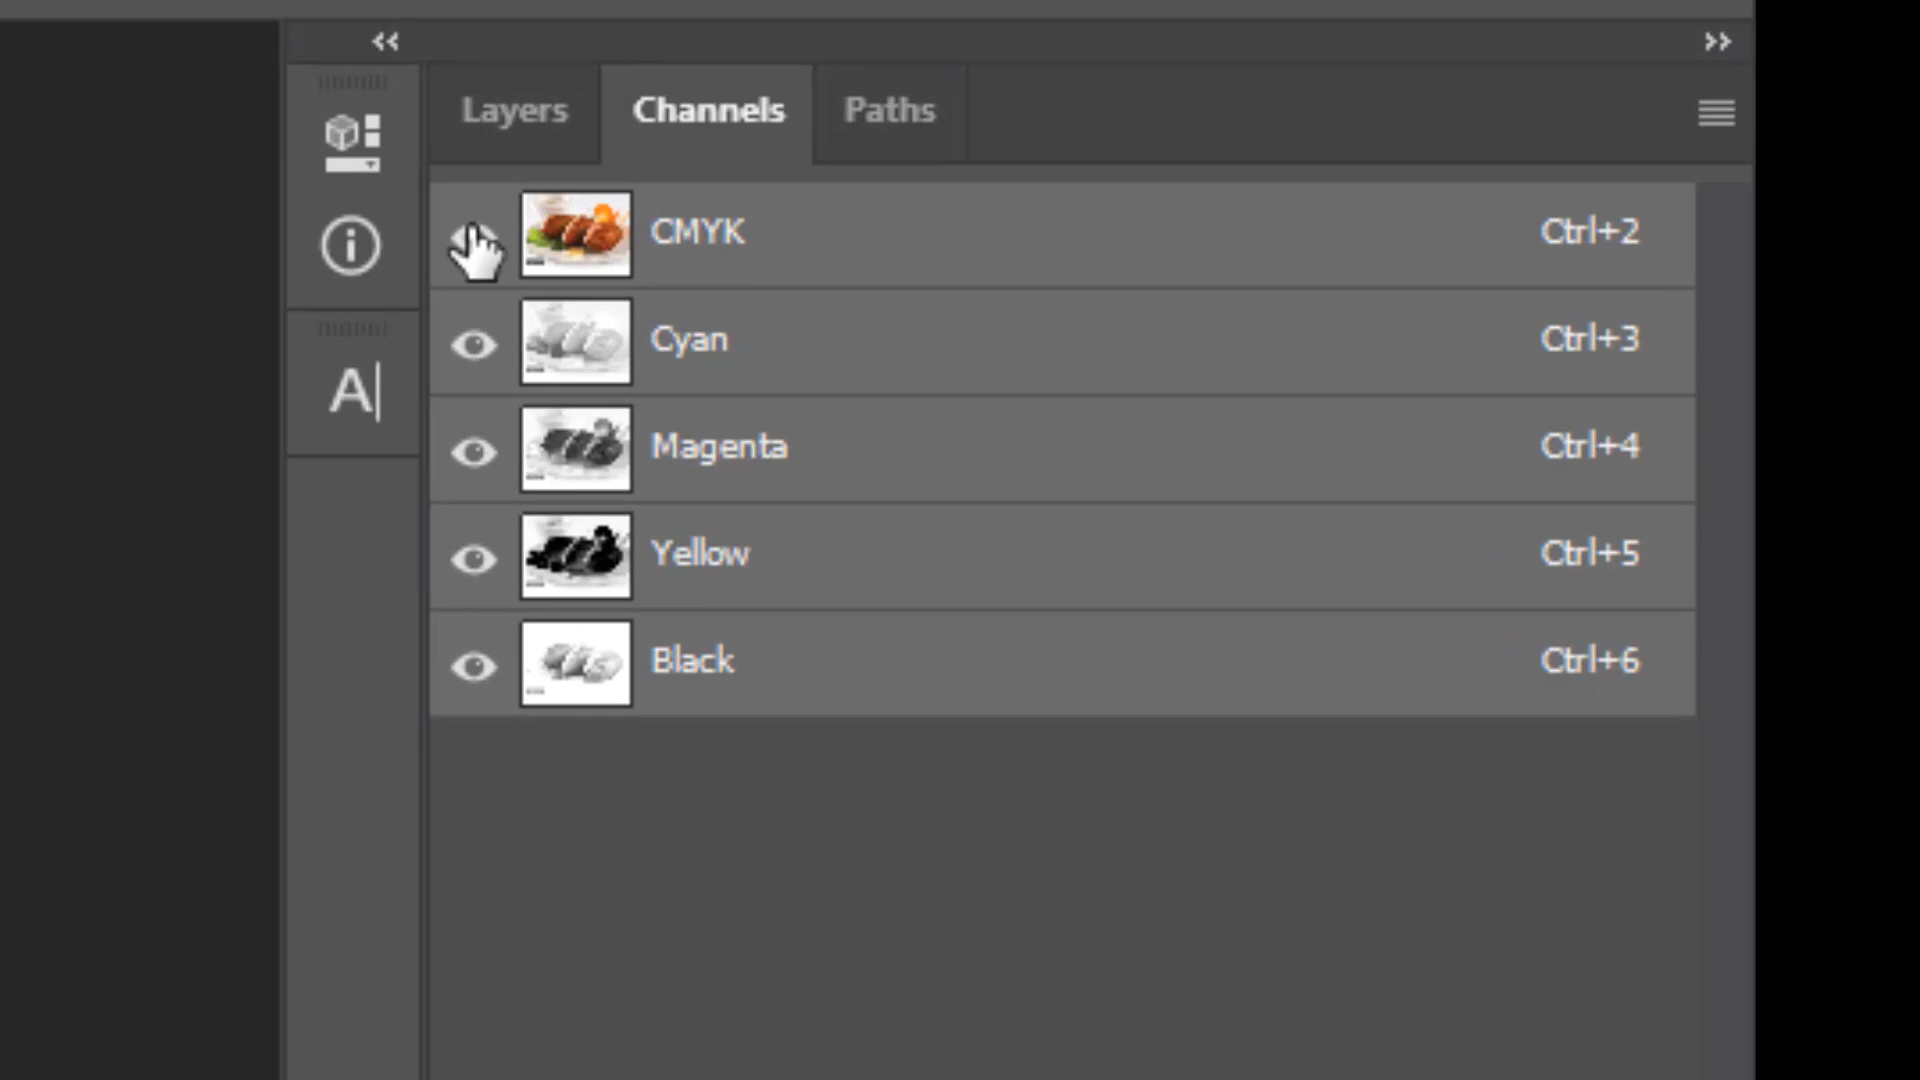 Layers Channels Paths
CMYK Ctrl+2
Cyan Ctrl+3
A
Magenta Ctrl+4
Yellow Ctrl+5
Black Ctrl+6